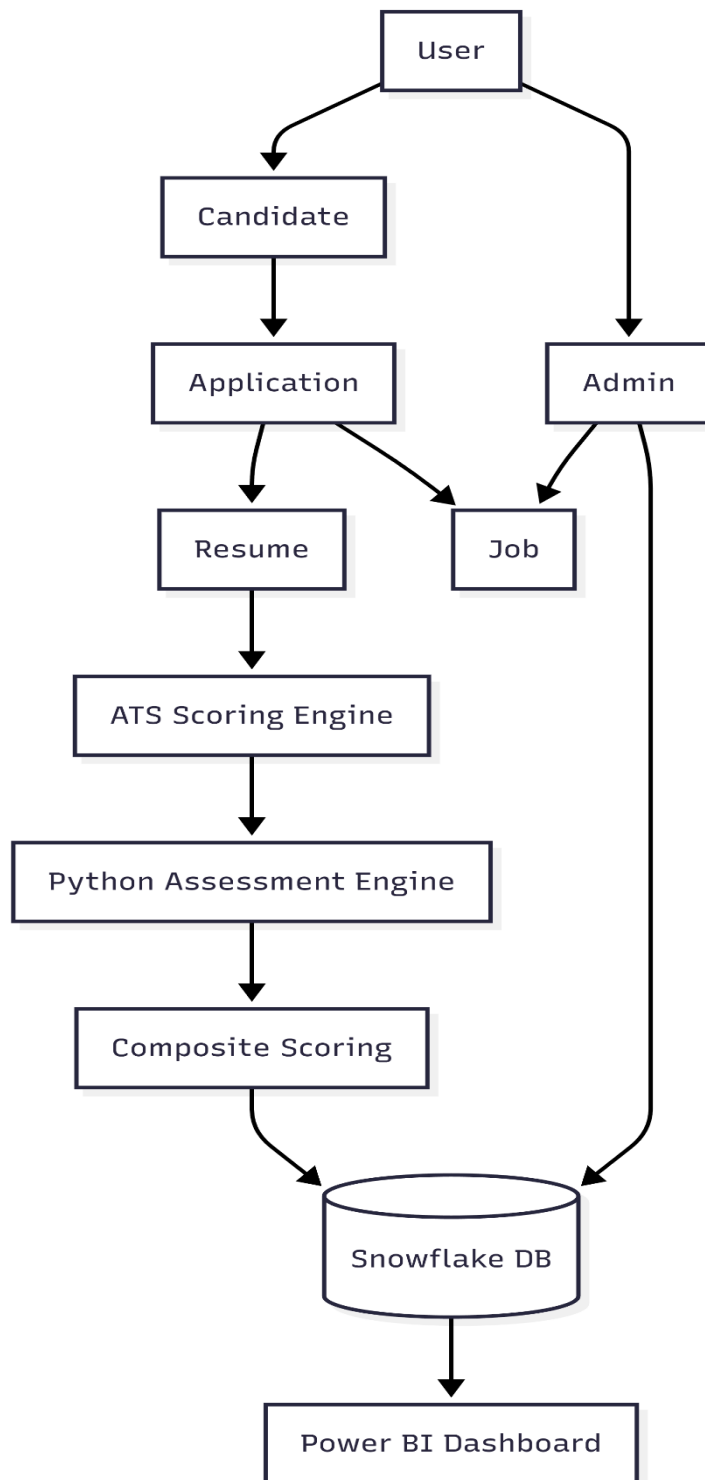 User
Candidate
Application
Admin
Resume
Job
ATS Scoring Engine
Python Assessment Engine
Composite Scoring
Snowflake DB
Power BI Dashboard